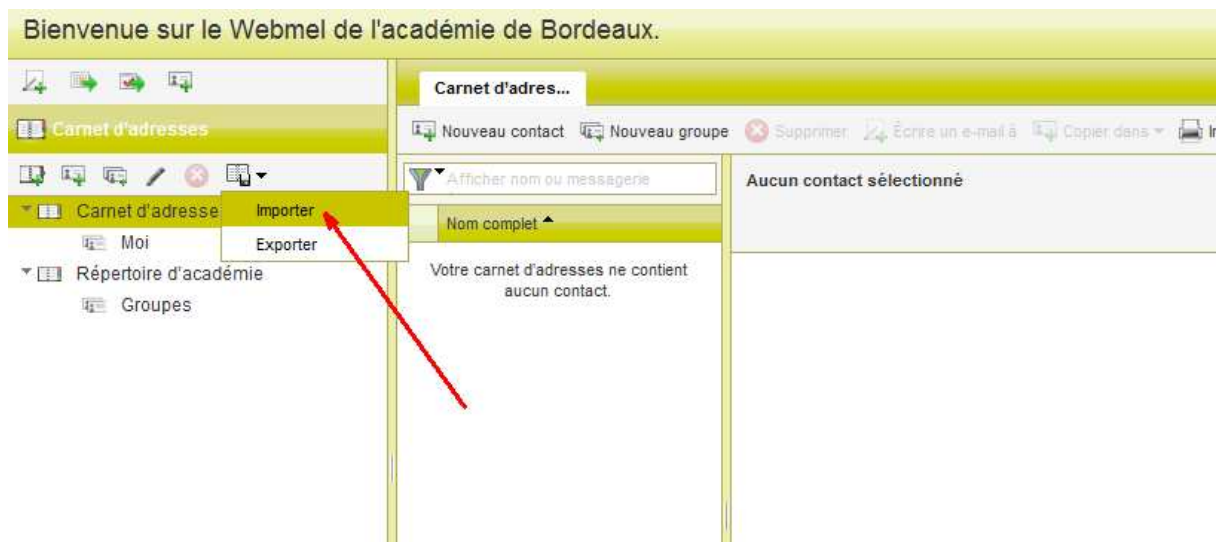 Bienvenue sur le Webmel de l'académie de Bordeaux.
Carnet d'adres...
Carnet d'adresses
Nouveau contact Nouveau groupe Supprimer Écrire un e-mail à Copier dans
Afficher nom ou messagerie
Aucun contact sélectionné
Carnet d'adresse
Importer
Exporter
Nom complet
Moi
Répertoire d'académie
Groupes
Votre carnet d'adresses ne contient
aucun contact.